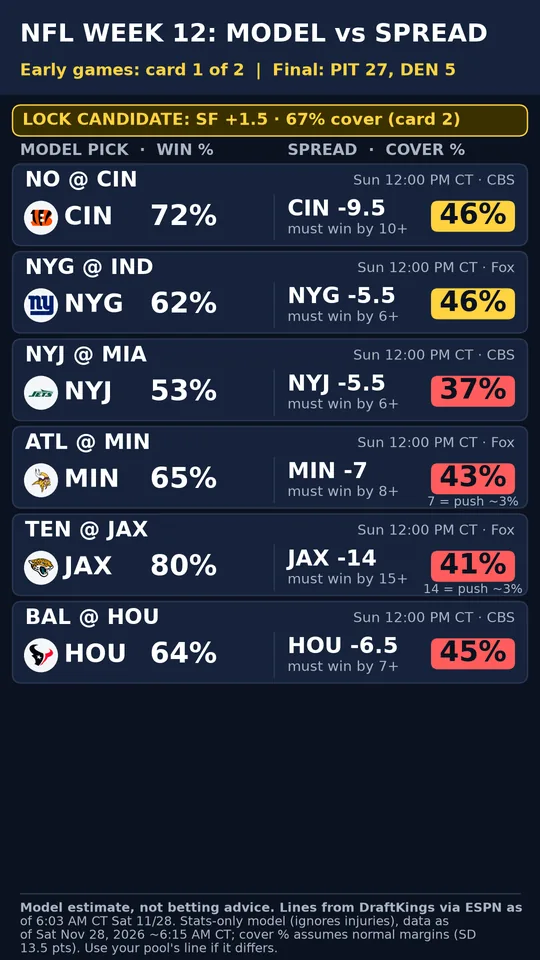 NFL WEEK 12: MODEL vs SPREAD
Early games: card 1 of 2 | Final: PIT 27, DEN 5
LOCK CANDIDATE: SF +1.5 · 67% cover (card 2)
MODEL PICK · WIN % SPREAD · COVER %
NO @ CIN Sun 12:00 PM CT · CBS
CIN 72% CIN -9.5 46%
must win by 10+
NYG @ IND Sun 12:00 PM CT · Fox
ny NYG 62% NYG -5.5 46%
must win by 6+
NYJ @ MIA Sun 12:00 PM CT · CBS
JETS NYJ 53% NYJ -5.5 37%
must win by 6+
ATL @ MIN Sun 12:00 PM CT · Fox
MIN 65% MIN -7 43%
must win by 8+
7 = push ~3%
TEN @ JAX Sun 12:00 PM CT · Fox
JAX 80% JAX -14 41%
must win by 15+
14 = push ~3%
BAL @ HOU Sun 12:00 PM CT · CBS
HOU 64% HOU -6.5 45%
must win by 7+
Model estimate, not betting advice. Lines from DraftKings via ESPN as
of 6:03 AM CT Sat 11/28. Stats-only model (ignores injuries), data as
of Sat Nov 28, 2026 ~6:15 AM CT; cover % assumes normal margins (SD
13.5 pts). Use your pool's line if it differs.